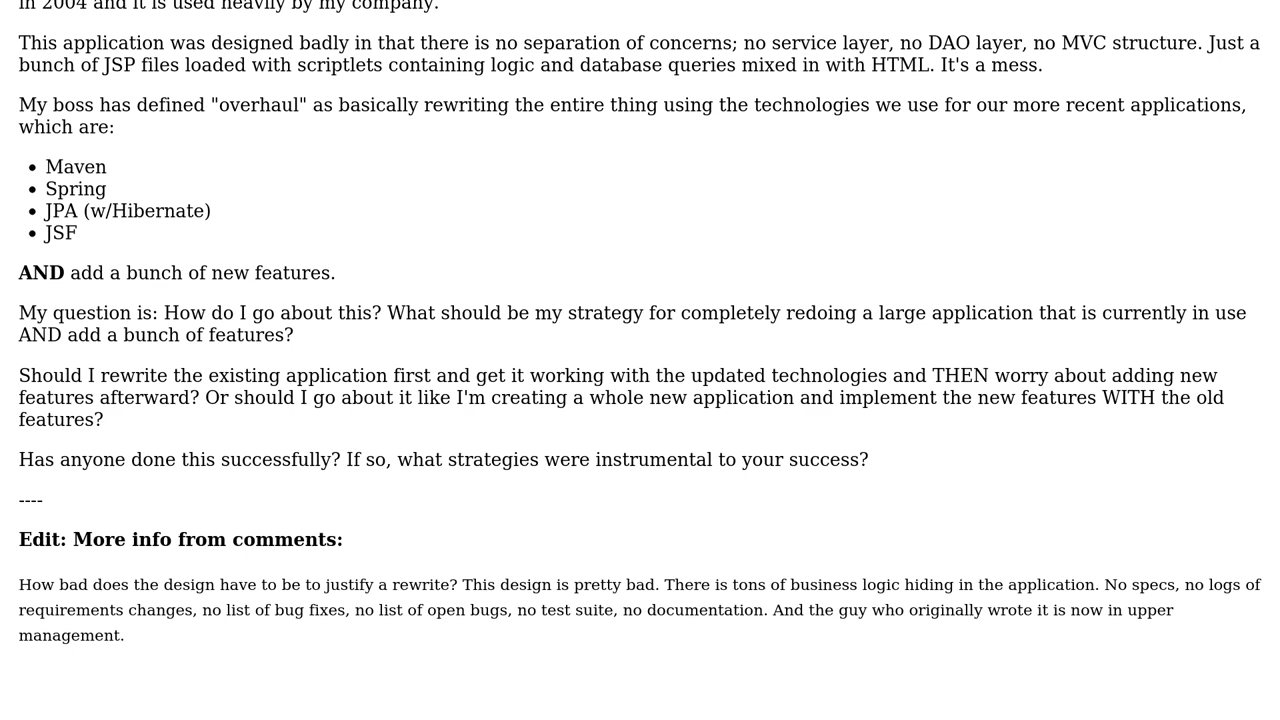 in 2004 and it is used heavily by my company.
This application was designed badly in that there is no separation of concerns; no service layer, no DAO layer, no MVC structure. Just a
bunch of JSP files loaded with scriptlets containing logic and database queries mixed in with HTML. It's a mess.
My boss has defined "overhaul" as basically rewriting the entire thing using the technologies we use for our more recent applications,
which are:
• Maven
• Spring
• JPA (w/Hibernate)
• JSF
AND add a bunch of new features.
My question is: How do I go about this? What should be my strategy for completely redoing a large application that is currently in use
AND add a bunch of features?
Should I rewrite the existing application first and get it working with the updated technologies and THEN worry about adding new
features afterward? Or should I go about it like I'm creating a whole new application and implement the new features WITH the old
features?
Has anyone done this successfully? If so, what strategies were instrumental to your success?
----
Edit: More info from comments:
How bad does the design have to be to justify a rewrite? This design is pretty bad. There is tons of business logic hiding in the application. No specs, no logs of
requirements changes, no list of bug fixes, no list of open bugs, no test suite, no documentation. And the guy who originally wrote it is now in upper
management.